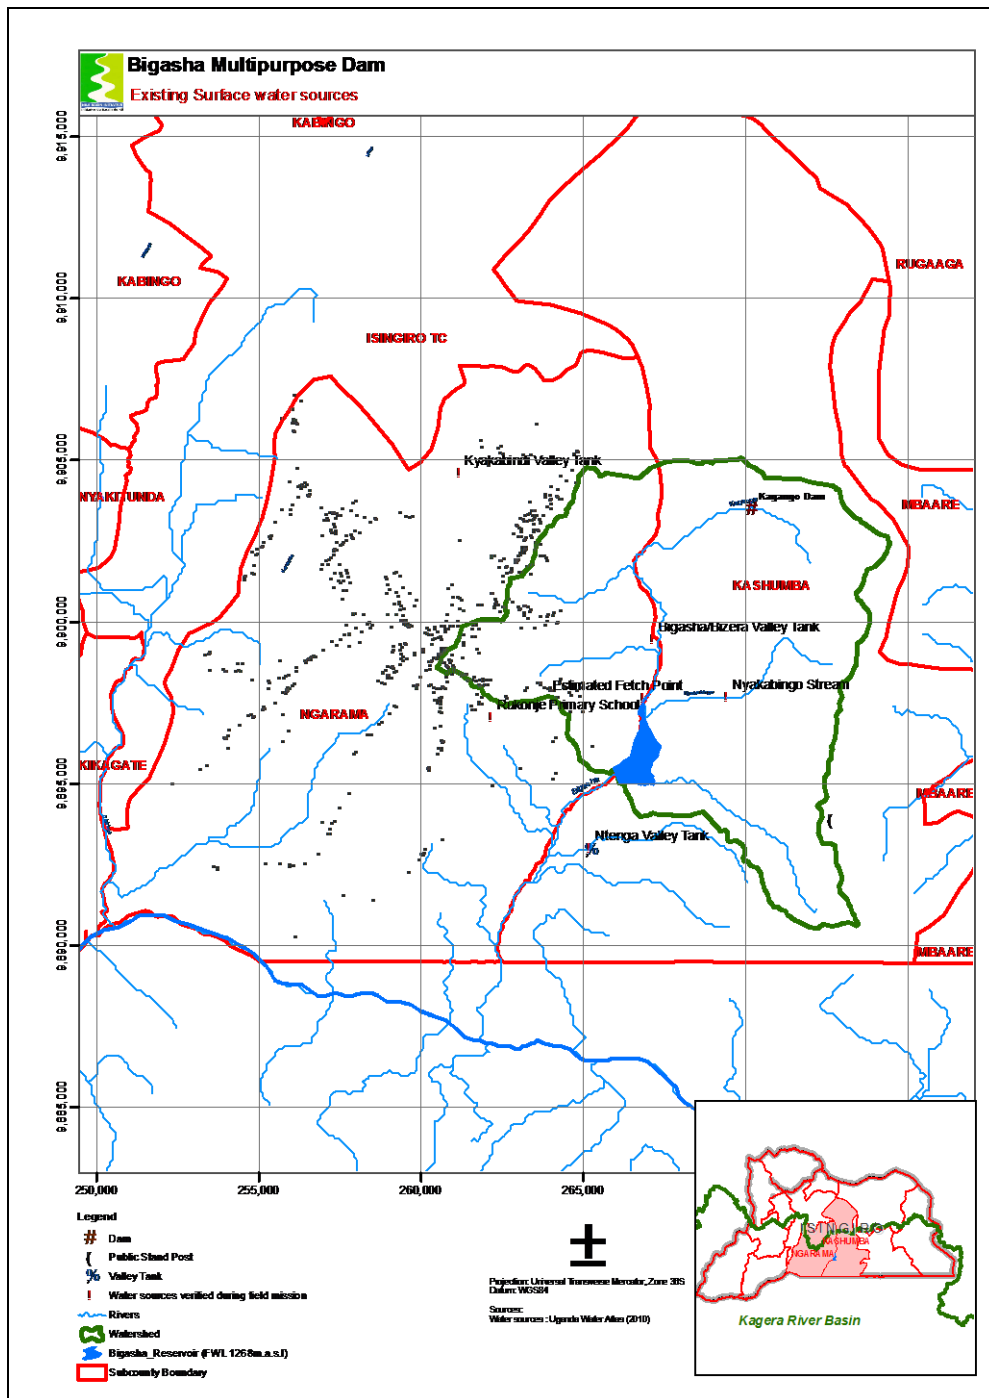 Bigasha Multipurpose Dam
Existing Surface water sources
KABINGO
9,915,000
KABINGO
RUGAAGA
9,910,000
ISINGIRO TC
9,905,000
Kyakabindi Valley Tank
NYAKITUNDA
Kagango Dam
MBAARE
KASHUMBA
9,900,000
Bigasha/Bizera Valley Tank
Estimated Fetch Point
Nyakabingo Stream
Rukonje Primary School
NGARAMA
KIKAGATE
9,895,000
MBAARE
Ntenga Valley Tank
9,890,000
MBAARE
9,885,000
250,000 255,000 260,000 265,000
ISINGIRO
KASHUMBA
NGARAMA
Kagera River Basin
Legend
# Dam
{ Public Stand Post
% Valley Tank
! Water sources verified during field mission
Rivers
Watershed
Bigasha_Reservoir (FWL 1268m.a.s.l)
Subcounty Boundary
Projection: Universal Transverse Mercator, Zone 36S
Datum: WGS84
Sources:
Water sources : Uganda Water Atlas (2010)